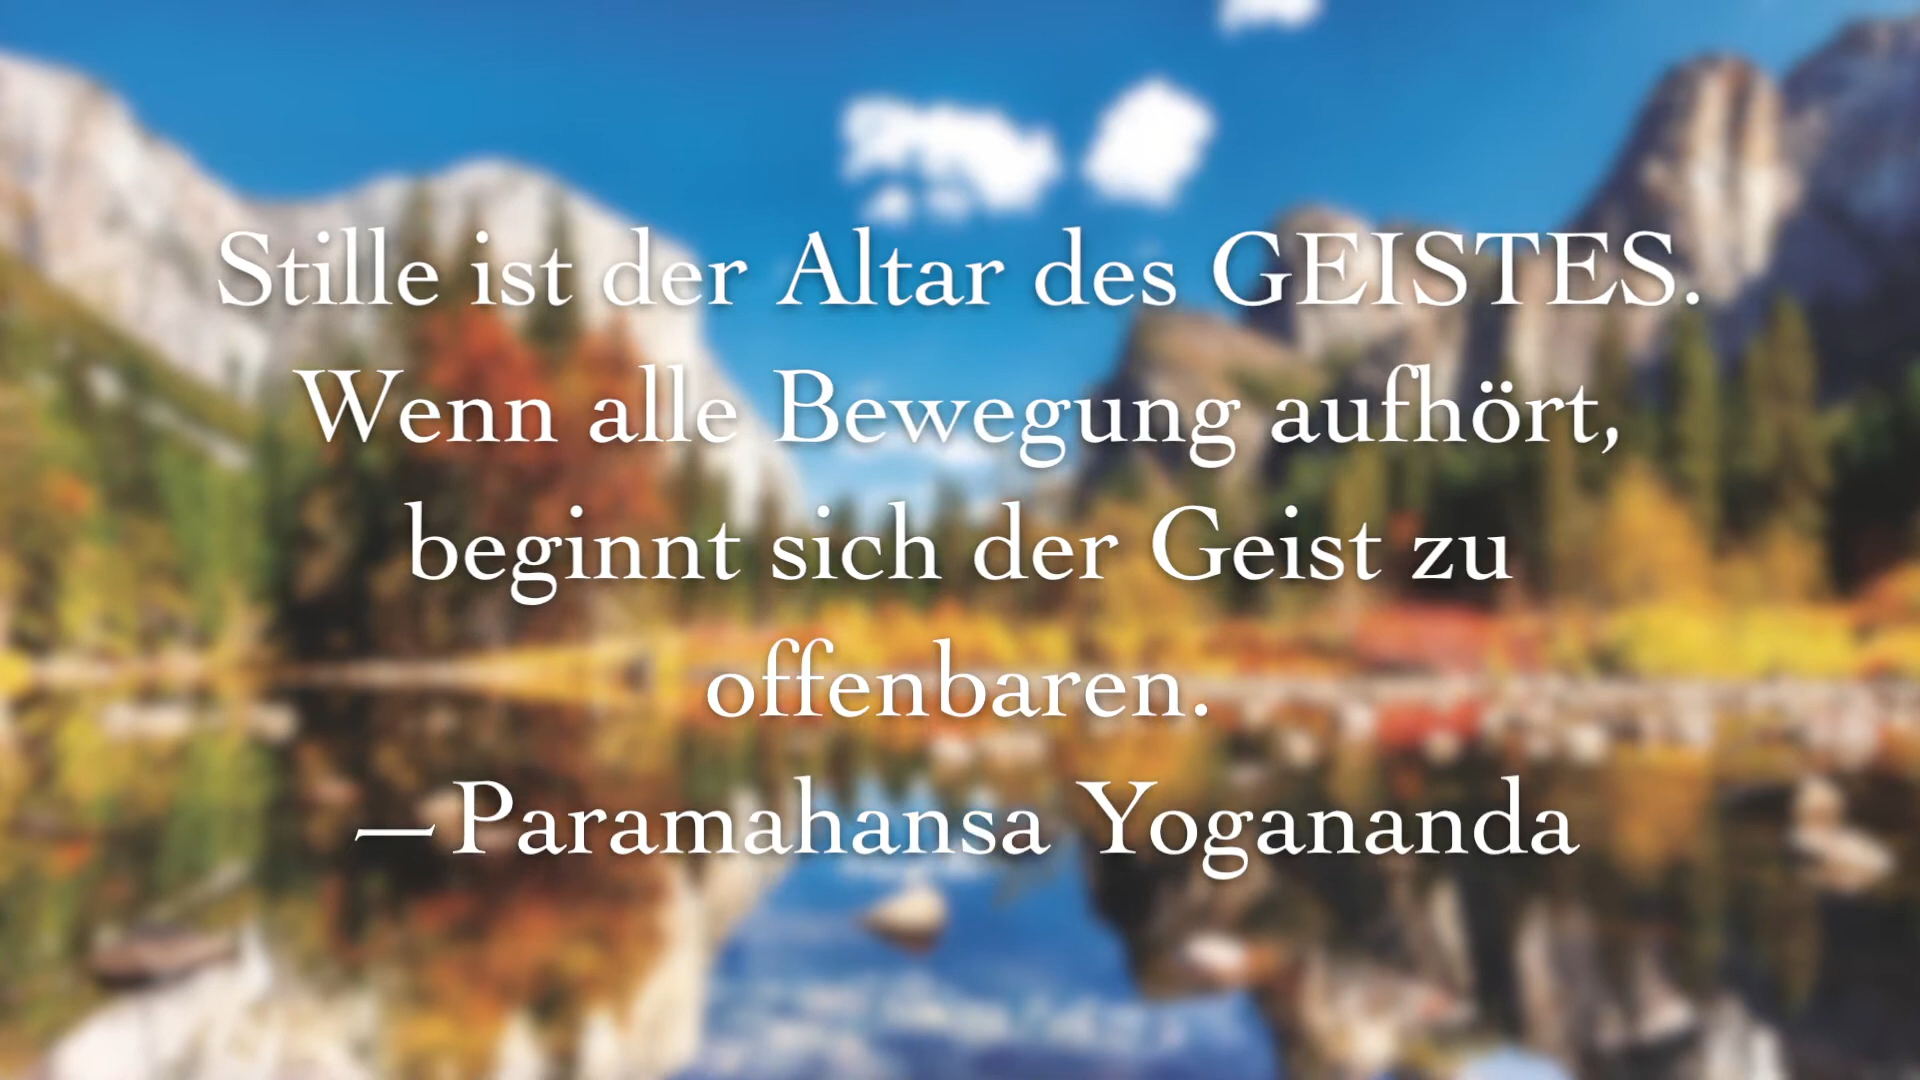 Stille ist der Altar des GEISTES.
Wenn alle Bewegung aufhört,
beginnt sich der Geist zu
offenbaren.
—Paramahansa Yogananda